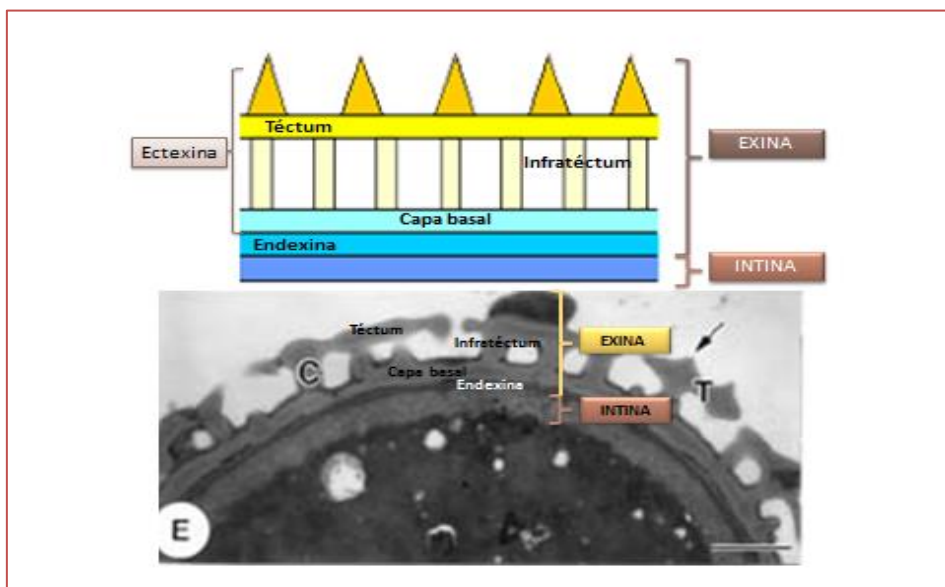 Téctum
Ectexina
Infratéctum
EXINA
Capa basal
Endexina
INTINA
Téctum
Infratéctum
EXINA
C
Capa basal
Endexina
T
INTINA
E